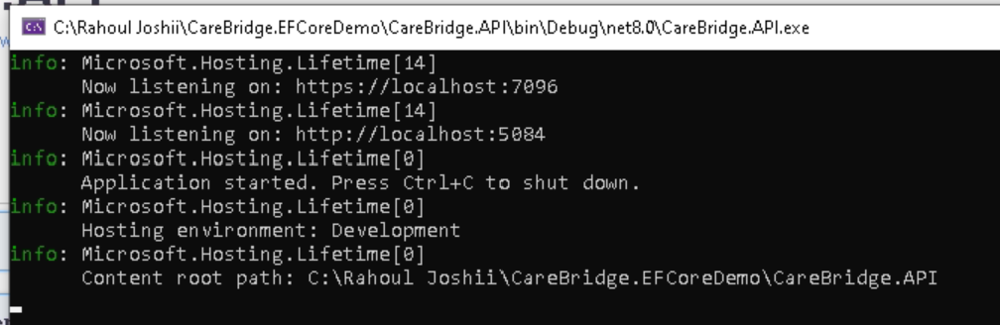 C:\Rahoul Joshii\CareBridge.EFCoreDemo\CareBridge.API\bin\Debug\net8.0\CareBridge.API.exe
info: Microsoft.Hosting.Lifetime[14]
Now listening on: https://localhost:7096
info: Microsoft.Hosting.Lifetime[14]
Now listening on: http://localhost:5084
info: Microsoft.Hosting.Lifetime[0]
Application started. Press Ctrl+C to shut down.
info: Microsoft.Hosting.Lifetime[0]
Hosting environment: Development
info: Microsoft.Hosting.Lifetime[0]
Content root path: C:\Rahoul Joshii\CareBridge.EFCoreDemo\CareBridge.API